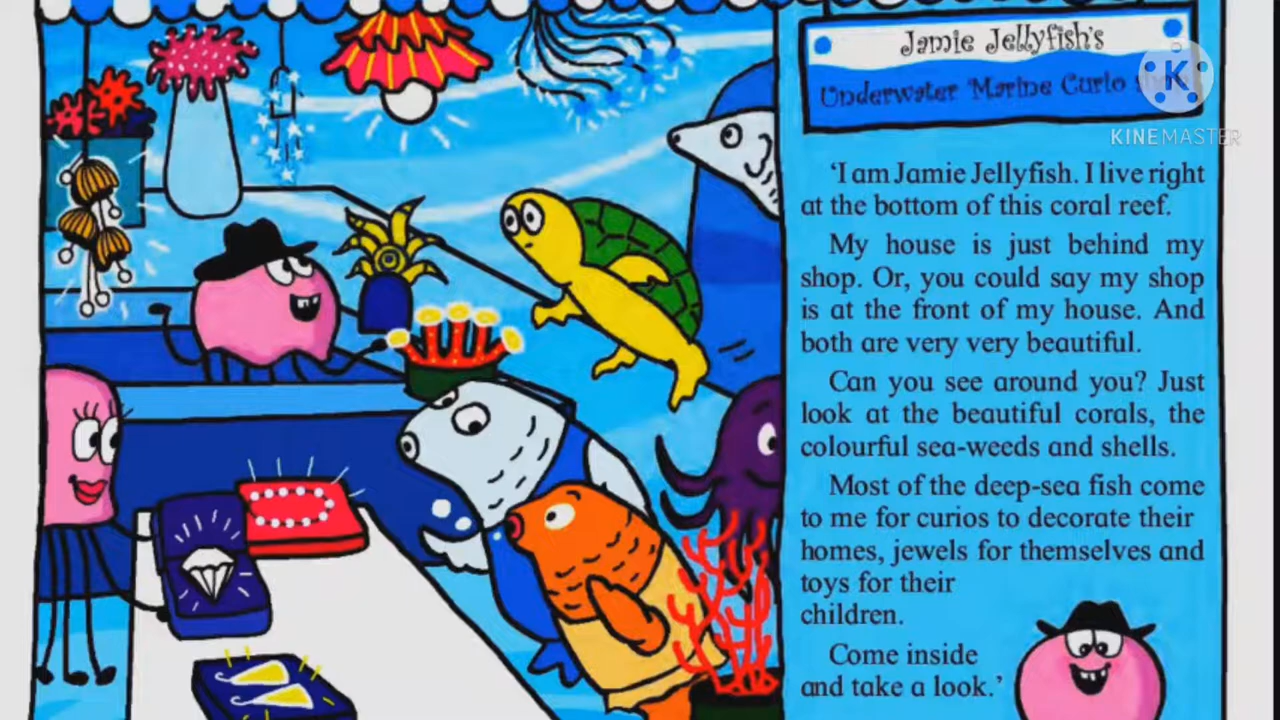 Jamie Jellyfish's
Underwater Marine Curio
K
KINEMASTER
'I am Jamie Jellyfish. I live right
at the bottom of this coral reef.
My house is just behind my
shop. Or, you could say my shop
is at the front of my house. And
both are very very beautiful.
Can you see around you? Just
look at the beautiful corals, the
colourful sea-weeds and shells.
Most of the deep-sea fish come
to me for curios to decorate their
homes, jewels for themselves and
toys for their
children.
Come inside
and take a look.'